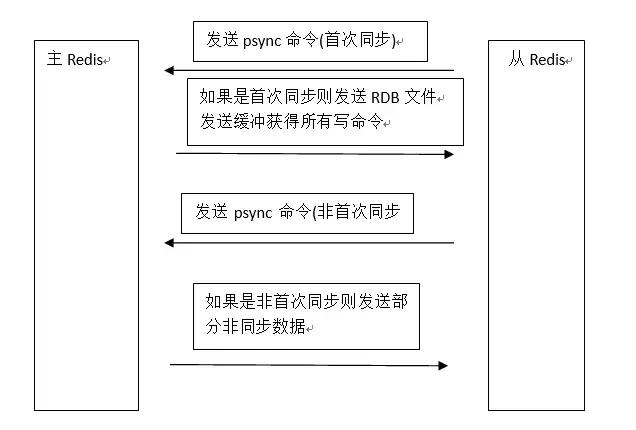 主 Redis
从 Redis
发送 psync 命令(首次同步)
如果是首次同步则发送 RDB 文件
发送缓冲获得所有写命令
发送 psync 命令(非首次同步
如果是非首次同步则发送部
分非同步数据